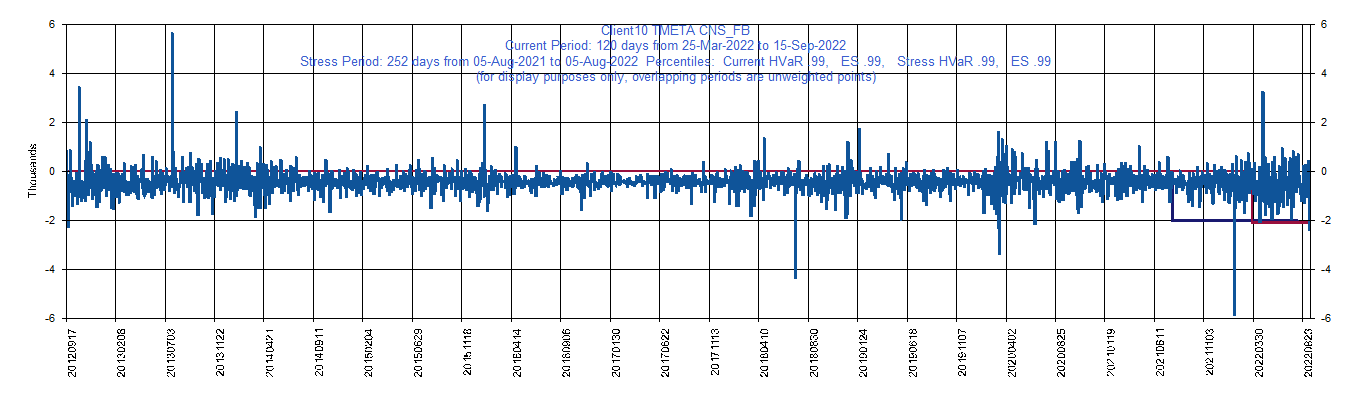 Client10 TMETA CNS_FB
Current Period: 120 days from 25-Mar-2022 to 15-Sep-2022
Stress Period: 252 days from 05-Aug-2021 to 05-Aug-2022 Percentiles: Current HVaR .99, ES .99, Stress HVaR .99, ES .99
(for display purposes only, overlapping periods are unweighted points)
6 6
4 4
2 2
Thousands
0 0
-2 -2
-4 -4
-6 -6
20120917 20130208 20130703 20131122 20140421 20140911 20150204 20150629 20151118 20160414 20160906 20170130 20170622 20171113 20180410 20180830 20190124 20190618 20191107 20200402 20200825 20210119 20210611 20211103 20220330 20220823